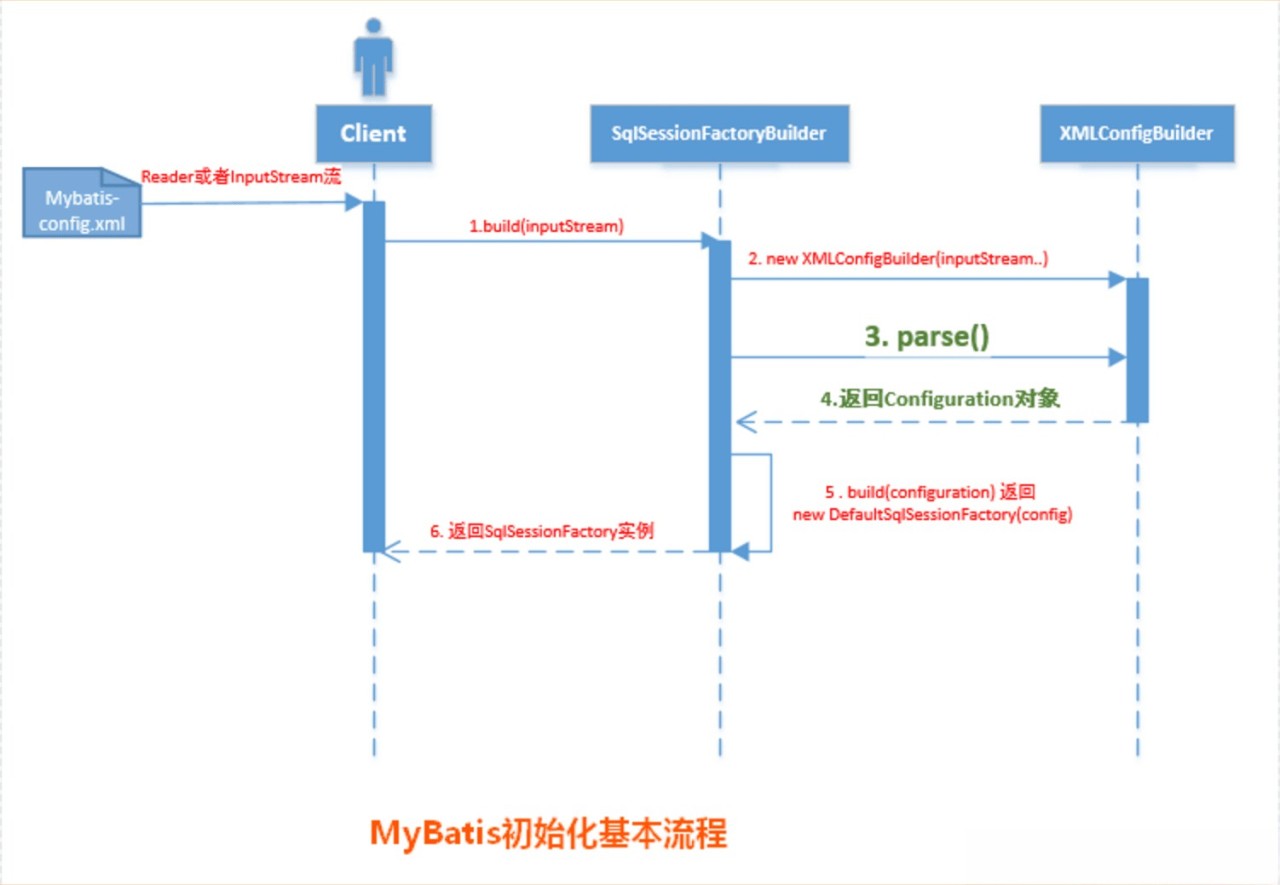 Client
SqlSessionFactoryBuilder
XMLConfigBuilder
Mybatis-
config.xml
Reader或者InputStream流
1.build(inputStream)
2. new XMLConfigBuilder(inputStream..)
3. parse()
4.返回Configuration对象
5 . build(configuration) 返回
new DefaultSqlSessionFactory(config)
6. 返回SqlSessionFactory实例
MyBatis初始化基本流程